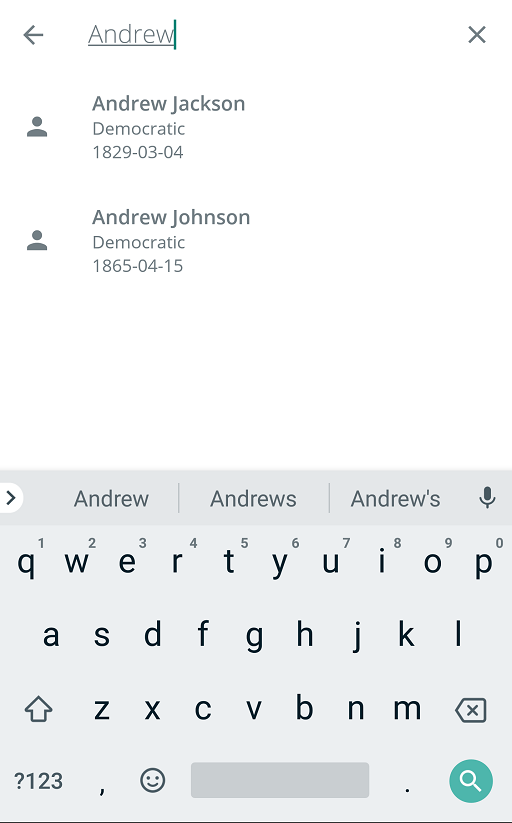 Andrew
Andrew Jackson
Democratic
1829-03-04
Andrew Johnson
Democratic
1865-04-15
Andrew Andrews Andrew's
1 2 3 4 5 6 7 8 9 0
q w e r t y u i o p
a s d f g h j k l
z x c v b n m
?123 , .